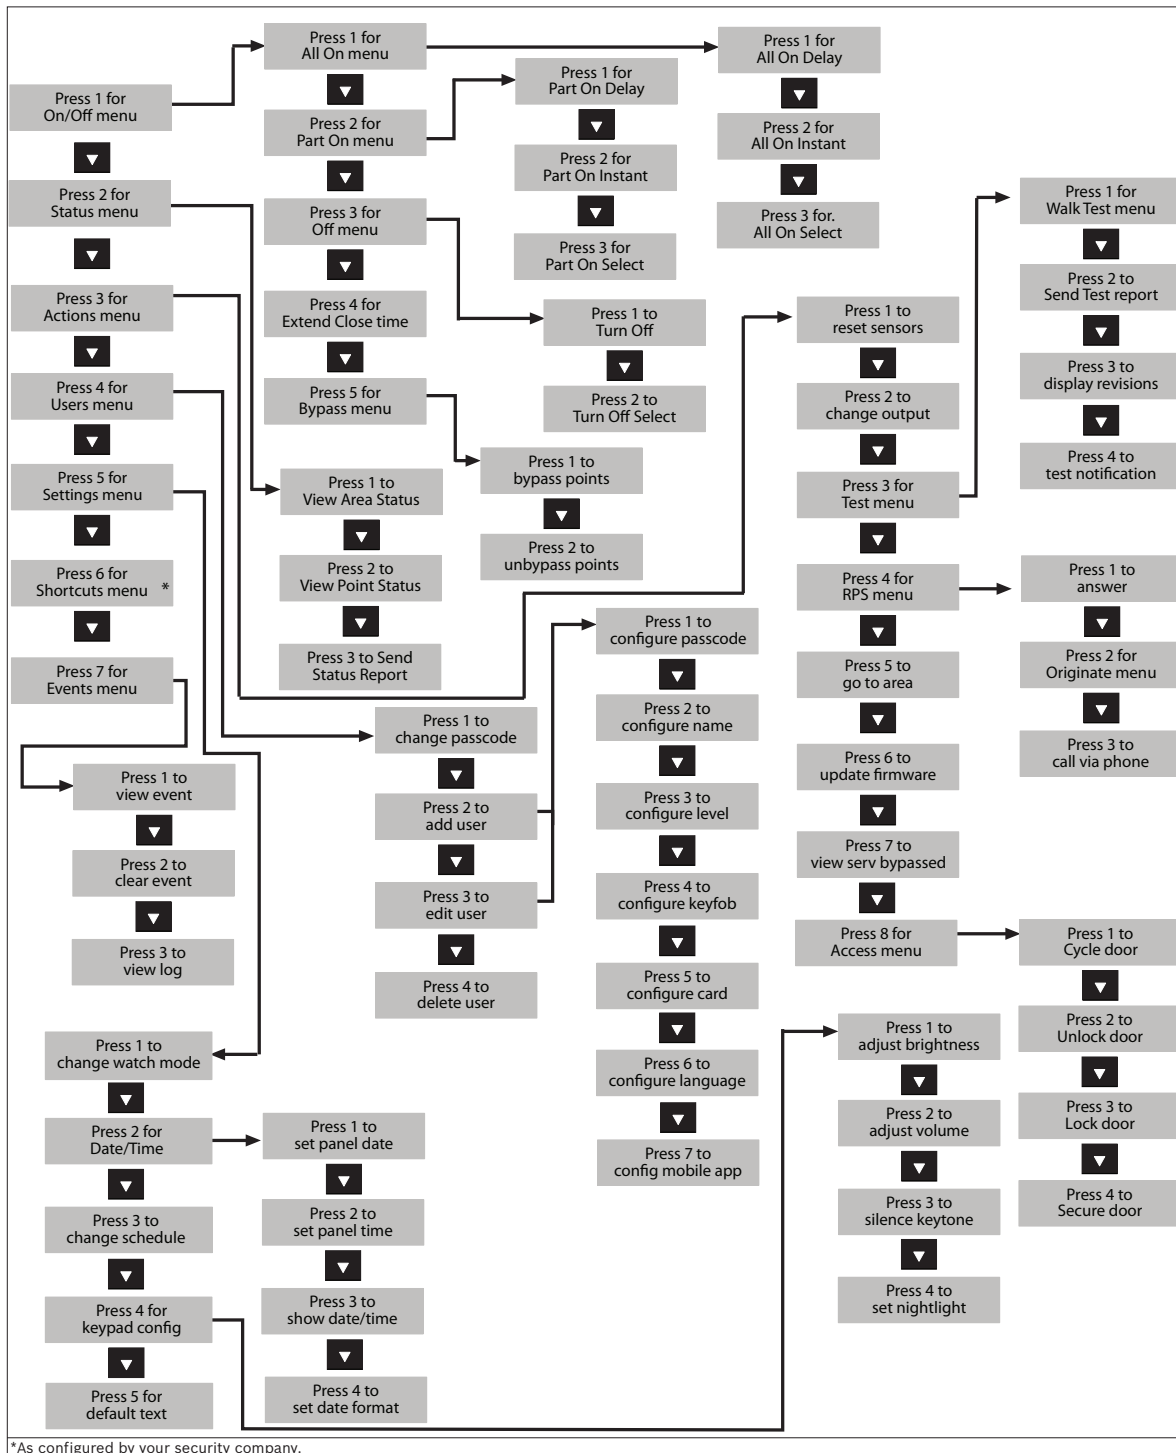 Press 1 for
On/Off menu
Press 2 for
Status menu
Press 3 for
Actions menu
Press 4 for
Users menu
Press 5 for
Settings menu
Press 6 for
Shortcuts menu *
Press 7 for
Events menu
Press 1 for
All On menu
Press 2 for
Part On menu
Press 3 for
Off menu
Press 4 for
Extend Close time
Press 5 for
Bypass menu
Press 1 for
All On Delay
Press 2 for
All On Instant
Press 3 for.
All On Select
Press 1 for
Part On Delay
Press 2 for
Part On Instant
Press 3 for
Part On Select
Press 1 to
Turn Off
Press 2 to
Turn Off Select
Press 1 to
bypass points
Press 2 to
unbypass points
Press 1 to
View Area Status
Press 2 to
View Point Status
Press 3 to Send
Status Report
Press 1 to
reset sensors
Press 2 to
change output
Press 3 for
Test menu
Press 4 for
RPS menu
Press 5 to
go to area
Press 6 to
update firmware
Press 7 to
view serv bypassed
Press 8 for
Access menu
Press 1 for
Walk Test menu
Press 2 to
Send Test report
Press 3 to
display revisions
Press 4 to
test notification
Press 1 to
answer
Press 2 for
Originate menu
Press 3 to
call via phone
Press 1 to
Cycle door
Press 2 to
Unlock door
Press 3 to
Lock door
Press 4 to
Secure door
Press 1 to
change passcode
Press 2 to
add user
Press 3 to
edit user
Press 4 to
delete user
Press 1 to
configure passcode
Press 2 to
configure name
Press 3 to
configure level
Press 4 to
configure keyfob
Press 5 to
configure card
Press 6 to
configure language
Press 7 to
config mobile app
Press 1 to
view event
Press 2 to
clear event
Press 3 to
view log
Press 1 to
change watch mode
Press 2 for
Date/Time
Press 3 to
change schedule
Press 4 for
keypad config
Press 5 for
default text
Press 1 to
set panel date
Press 2 to
set panel time
Press 3 to
show date/time
Press 4 to
set date format
Press 1 to
adjust brightness
Press 2 to
adjust volume
Press 3 to
silence keytone
Press 4 to
set nightlight
*As configured by your security company.